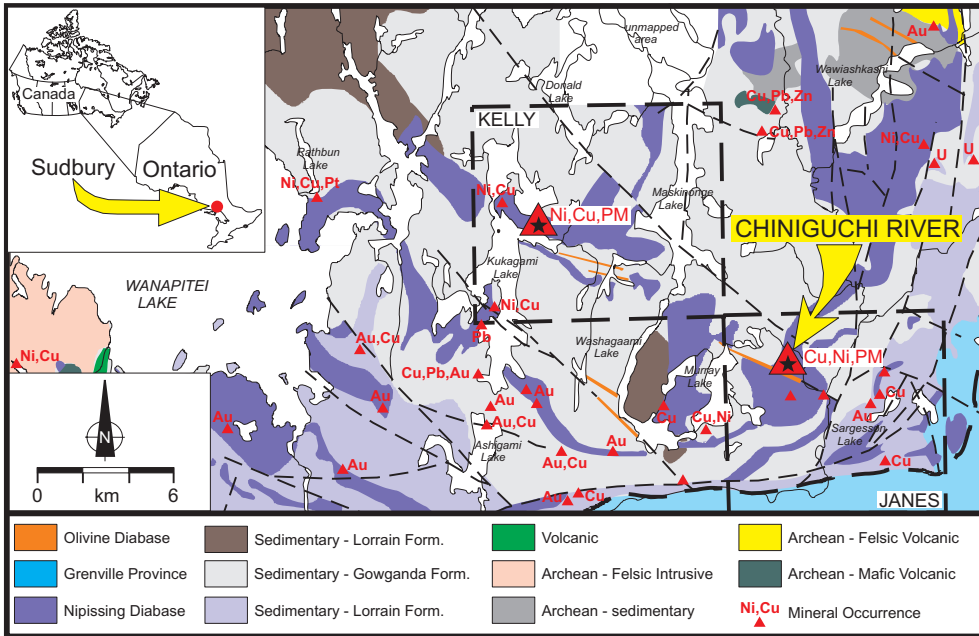 Canada
Sudbury
Ontario
unmapped
area
Au
Wawiashkashi
Lake
Donald
Lake
KELLY
Cu,Pb,Zn
Cu,Pb,Zn
Ni,Cu
U
U
Rathbun
Lake
Ni,Cu,Pt
Ni,Cu
Ni,Cu,PM
Maskinonge
Lake
CHINIGUCHI RIVER
Kukagami
Lake
WANAPITEI
LAKE
Ni,Cu
Pb
Au,Cu
Washagaami
Lake
Cu,Ni,PM
Ni,Cu
Cu,Pb,Au
Murray
Lake
Au
Au
Au
Cu
Au
Cu
Au
Au,Cu
Cu,Ni
Sargesson
Lake
N
Ashigami
Lake
Au
Au,Cu
Au
Cu
0
km
6
Au
Cu
JANES
Olivine Diabase
Sedimentary - Lorrain Form.
Volcanic
Archean - Felsic Volcanic
Grenville Province
Sedimentary - Gowganda Form.
Archean - Felsic Intrusive
Archean - Mafic Volcanic
Nipissing Diabase
Sedimentary - Lorrain Form.
Archean - sedimentary
Ni,Cu
Mineral Occurrence